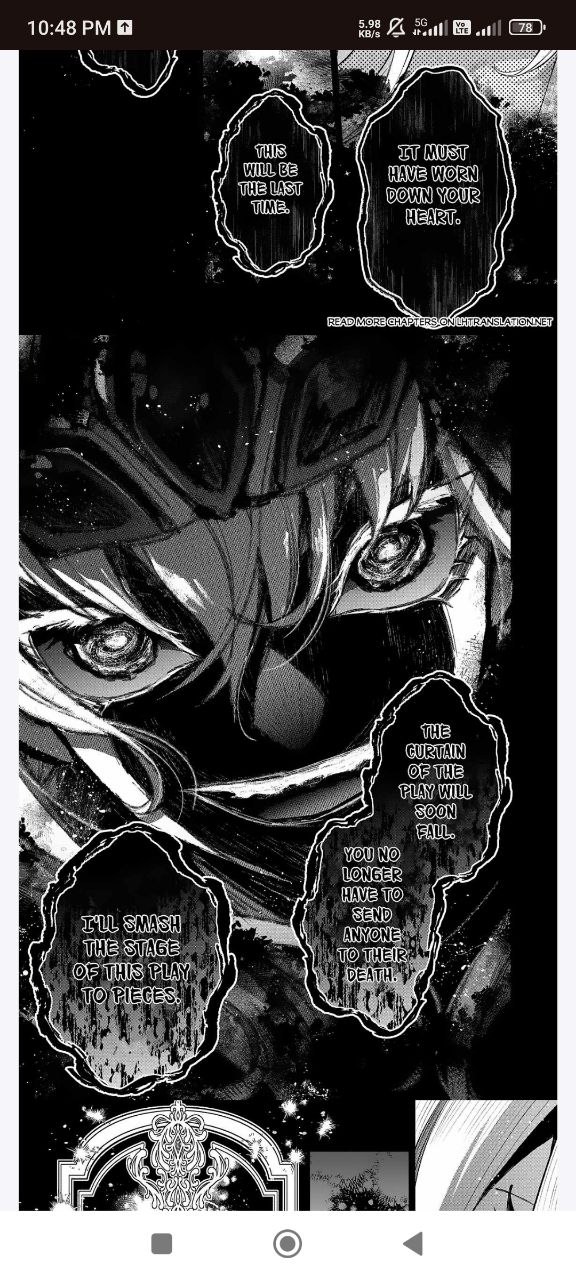 10:48 PM
5.98
KB/s
5G
Vo
LTE
78
IT MUST
HAVE WORN
DOWN YOUR
HEART.
THIS
WILL BE
THE LAST
TIME.
READ MORE CHAPTERS ON LHTRANSLATION.NET
THE
CURTAIN
OF THE
PLAY WILL
SOON
FALL.
YOU NO
LONGER
HAVE TO
SEND
ANYONE
TO THEIR
DEATH.
I'LL SMASH
THE STAGE
OF THIS PLAY
TO PIECES.